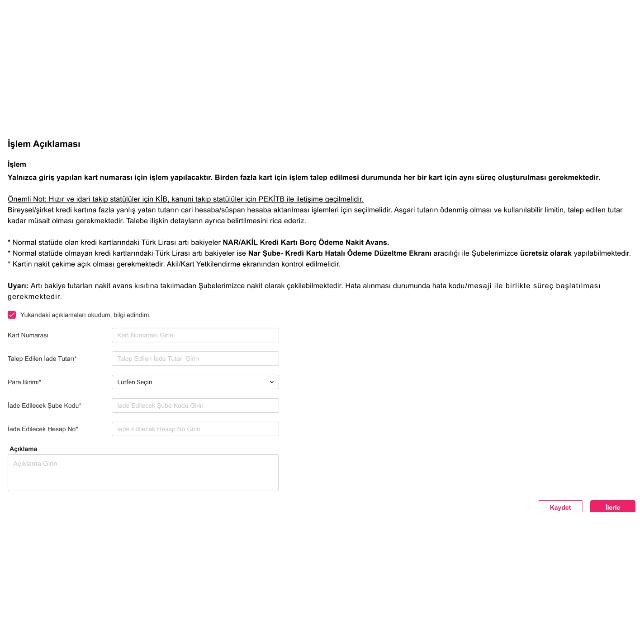 İşlem Açıklaması
İşlem
Yalnızca giriş yapılan kart numarası için işlem yapılacaktır. Birden fazla kart için işlem talep edilmesi durumunda her bir kart için aynı süreç oluşturulması gerekmektedir.
Önemli Not: Hızır ve idari takip statülüler için KİB, kanuni takip statülüler için PEKİTB ile iletişime geçilmelidir.
Bireysel/şirket kredi kartına fazla yanlış yatan tutarın cari hesaba/süspan hesaba aktarılması işlemleri için seçilmelidir. Asgari tutarın ödenmiş olması ve kullanılabilir limitin, talep edilen tutar
kadar müsait olması gerekmektedir. Talebe ilişkin detayların ayrıca belirtilmesini rica ederiz.
* Normal statüde olan kredi kartlarındaki Türk Lirası artı bakiyeler NAR/AKİL Kredi Kartı Borç Ödeme Nakit Avans.
* Normal statüde olmayan kredi kartlarındaki Türk Lirası artı bakiyeler ise Nar Şube- Kredi Kartı Hatalı Ödeme Düzeltme Ekranı aracılığı ile Şubelerimizce ücretsiz olarak yapılabilmektedir.
* Kartın nakit çekime açık olması gerekmektedir. Akil/Kart Yetkilendirme ekranından kontrol edilmelidir.
Uyarı: Artı bakiye tutarları nakit avans kısıtına takılmadan Şubelerimizce nakit olarak çekilebilmektedir. Hata alınması durumunda hata kodu/mesaji ile birlikte süreç başlatılması
gerekmektedir.
Yukarıdaki açıklamaları okudum, bilgi edindim.
Kart Numarası Kart Numarası Girin
Talep Edilen İade Tutarı* Talep Edilen İade Tutarı Girin
Para Birimi* Lütfen Seçin
İade Edilecek Şube Kodu* İade Edilecek Şube Kodu Girin
İade Edilecek Hesap No* İade Edilecek Hesap No Girin
Açıklama
Açıklama Girin
Kaydet İlerle